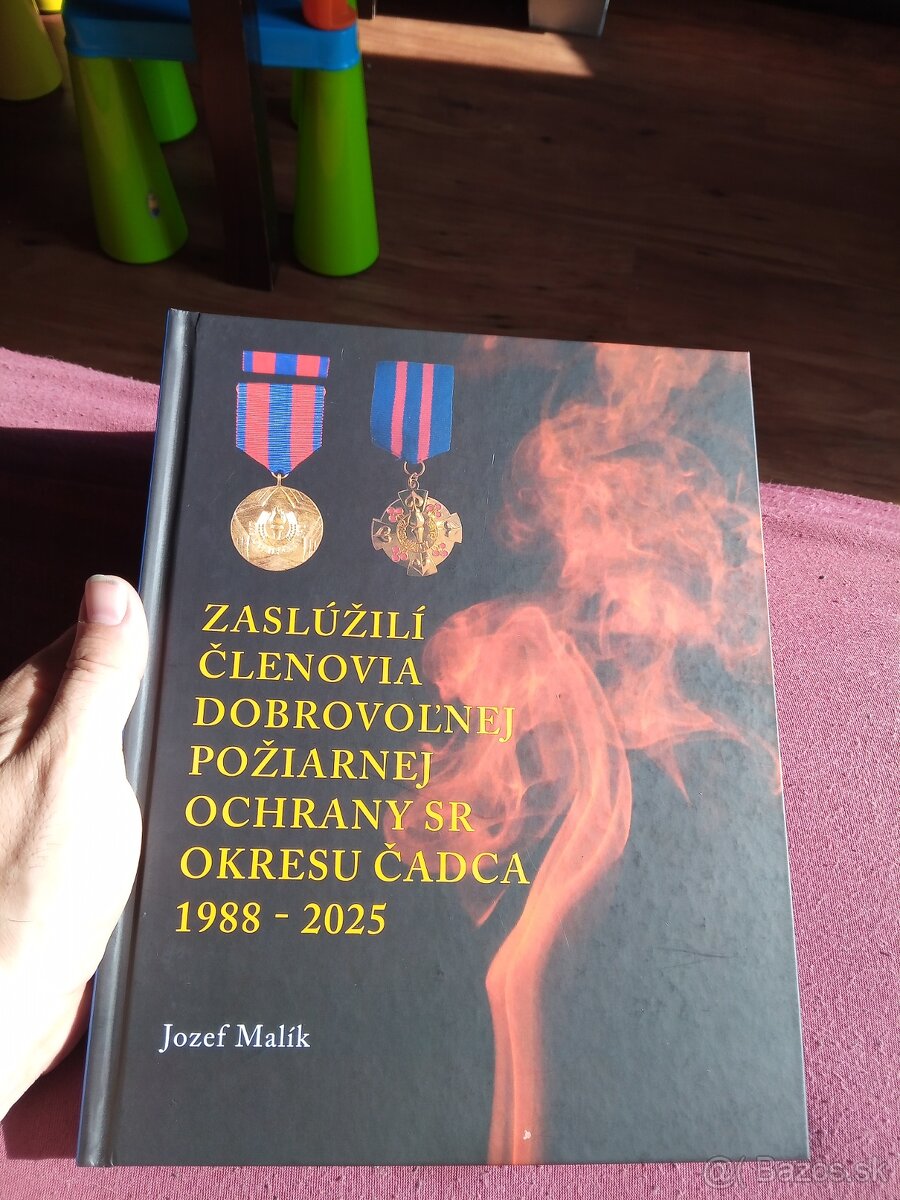 ZASLÚŽILÍ
ČLENOVIA
DOBROVOĽNEJ
POŽIARNEJ
OCHRANY SR
OKRESU ČADCA
1988 - 2025
Jozef Malík
@( Bazos.sk